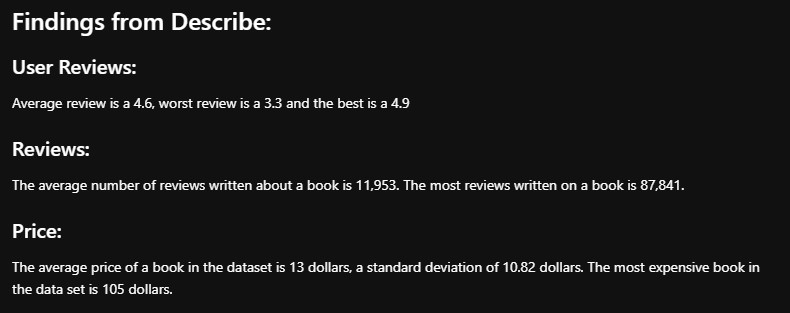 Findings from Describe:
User Reviews:
Average review is a 4.6, worst review is a 3.3 and the best is a 4.9
Reviews:
The average number of reviews written about a book is 11,953. The most reviews written on a book is 87,841.
Price:
The average price of a book in the dataset is 13 dollars, a standard deviation of 10.82 dollars. The most expensive book in
the data set is 105 dollars.